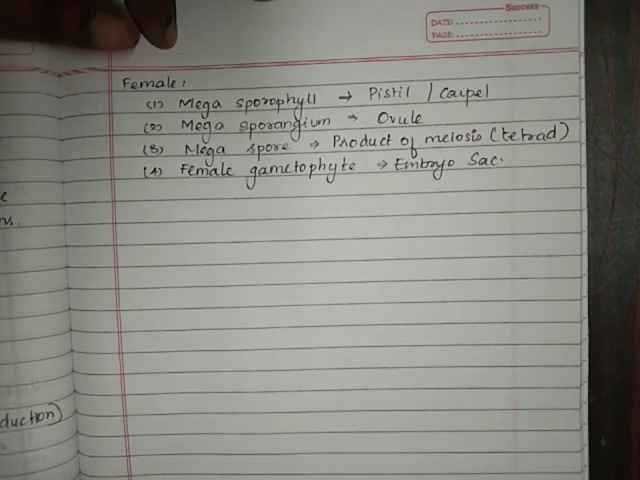 Success
DATE:
PAGE:
Female:
(1) Mega sporophyll → Pistil / Carpel
(2) Mega sporangium → Ovule
(3) Mega spore → Product of meiosis (tetrad)
(4) Female gametophyte → Embryo Sac.
e
ns.
duction)